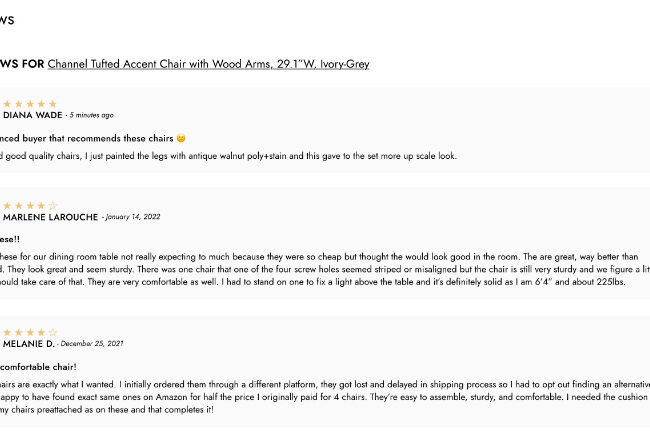 WS
WS FOR Channel Tufted Accent Chair with Wood Arms, 29.1"W, Ivory-Grey
DIANA WADE - 5 minutes ago
nced buyer that recommends these chairs 😊
d good quality chairs, I just painted the legs with antique walnut poly+stain and this gave to the set more up scale look.
MARLENE LAROUCHE - January 14, 2022
ese!!
hese for our dining room table not really expecting to much because they were so cheap but thought the would look good in the room. The are great, way better than
d. They look great and seem sturdy. There was one chair that one of the four screw holes seemed striped or misaligned but the chair is still very sturdy and we figure a lit
ould take care of that. They are very comfortable as well. I had to stand on one to fix a light above the table and it's definitely solid as I am 6'4" and about 225lbs.
MELANIE D. - December 25, 2021
comfortable chair!
airs are exactly what I wanted. I initially ordered them through a different platform, they got lost and delayed in shipping process so I had to opt out finding an alternative
appy to have found exact same ones on Amazon for half the price I originally paid for 4 chairs. They're easy to assemble, sturdy, and comfortable. I needed the cushion
my chairs preattached as on these and that completes it!